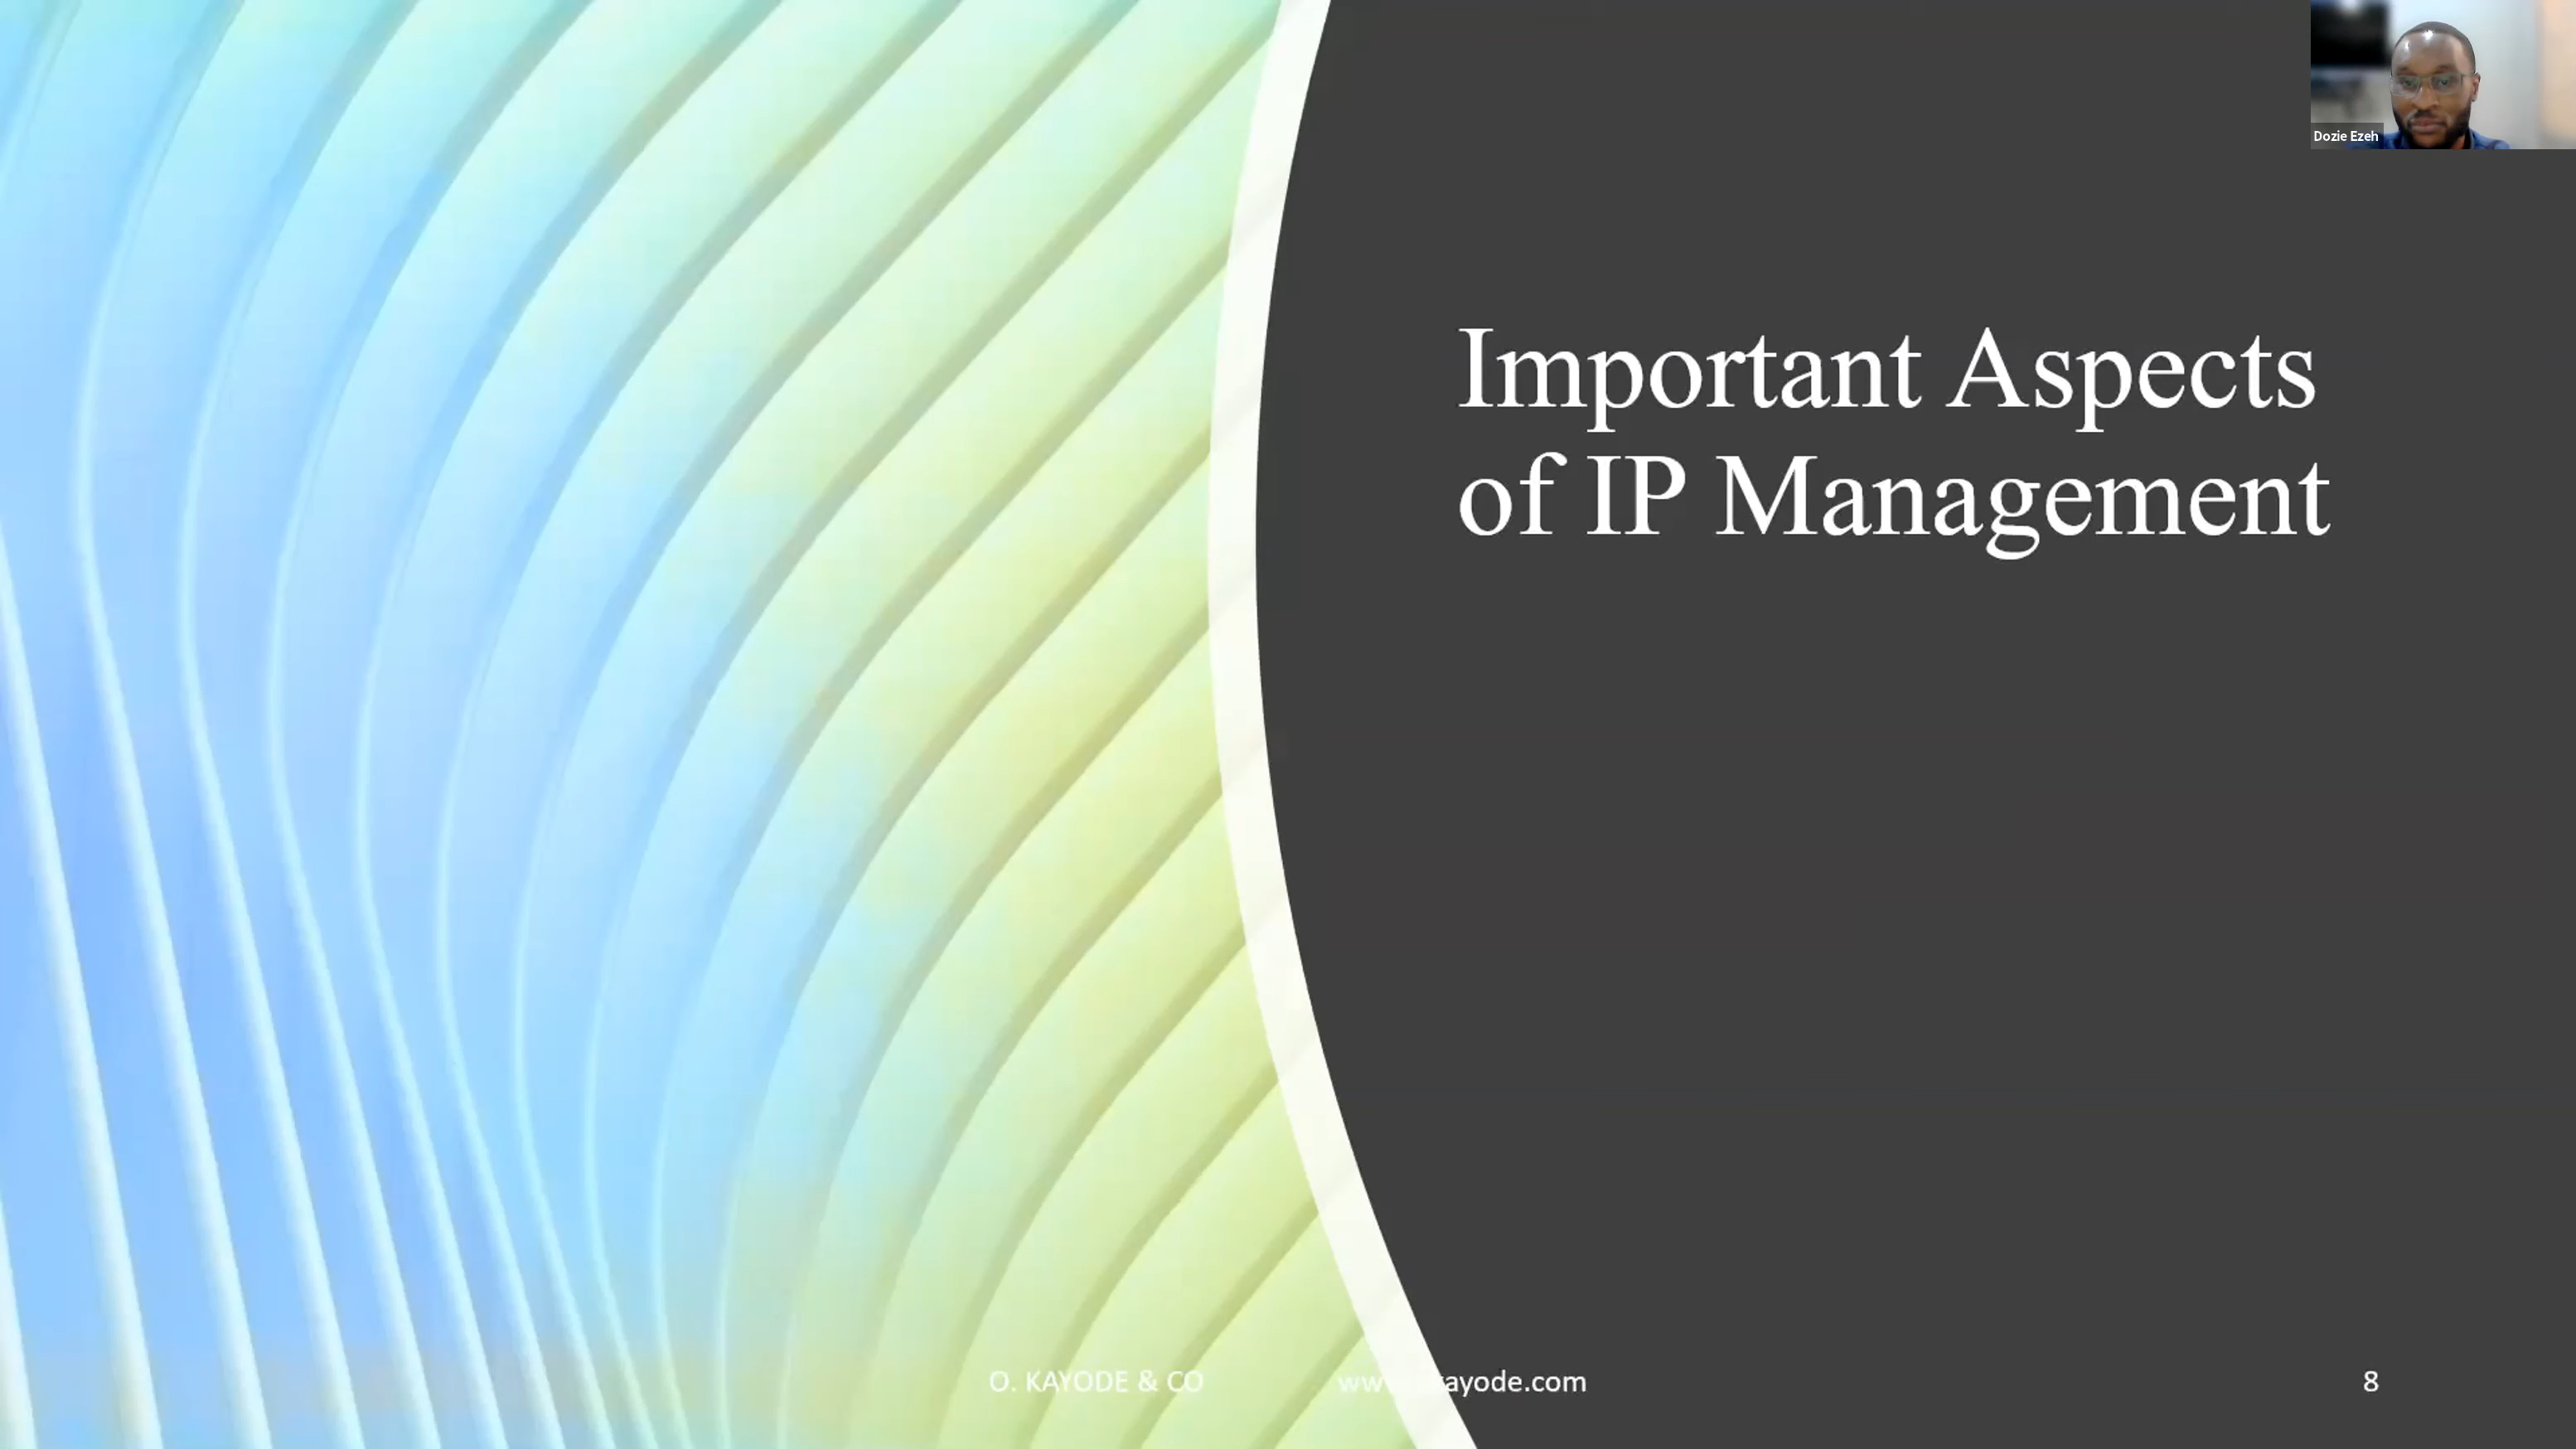 Dozie Ezeh
Important Aspects
of IP Management
O. KAYODE & CO
8